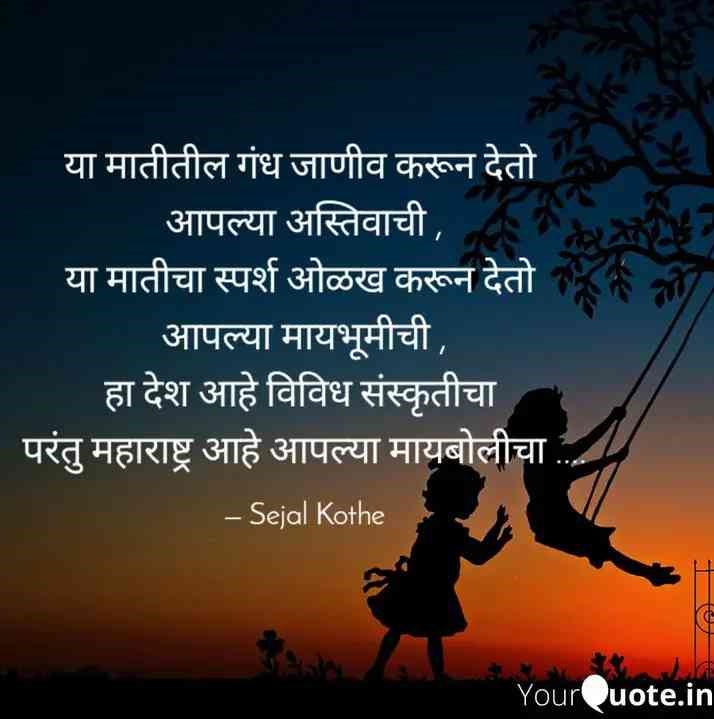 या मातीतील गंध जाणीव करून देतो
आपल्या अस्तिवाची ,
या मातीचा स्पर्श ओळख करून देतो
आपल्या मायभूमीची ,
हा देश आहे विविध संस्कृतीचा
परंतु महाराष्ट्र आहे आपल्या मायबोलीचा ....
– Sejal Kothe
YourQuote.in